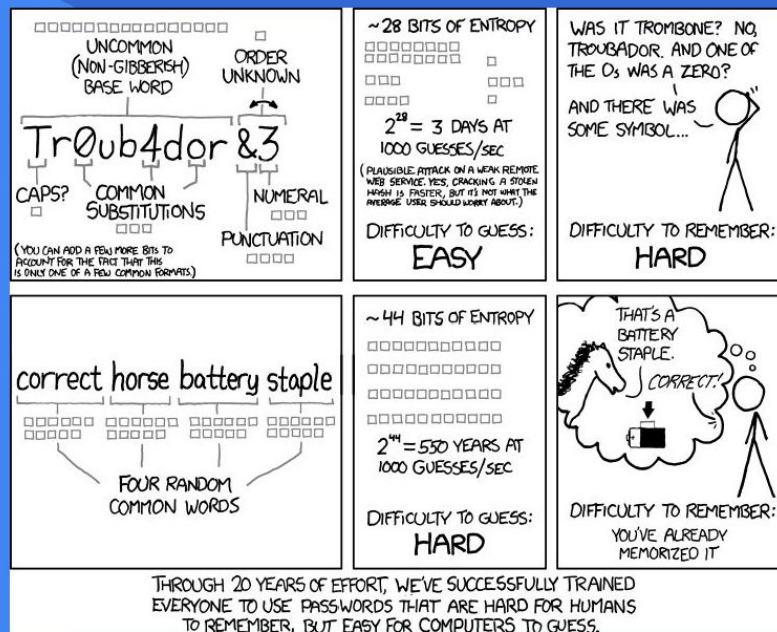 UNCOMMON
(NON-GIBBERISH)
BASE WORD
ORDER
UNKNOWN
Tr0ub4dor &3
CAPS?
COMMON
SUBSTITUTIONS
NUMERAL
PUNCTUATION
(YOU CAN ADD A FEW MORE BITS TO
ACCOUNT FOR THE FACT THAT THIS
IS ONLY ONE OF A FEW COMMON FORMATS.)
~28 BITS OF ENTROPY
2^28 = 3 DAYS AT
1000 GUESSES/SEC
(PLAUSIBLE ATTACK ON A WEAK REMOTE
WEB SERVICE. YES, CRACKING A STOLEN
HASH IS FASTER, BUT IT'S NOT WHAT THE
AVERAGE USER SHOULD WORRY ABOUT.)
DIFFICULTY TO GUESS:
EASY
WAS IT TROMBONE? NO,
TROUBADOR. AND ONE OF
THE Os WAS A ZERO?
AND THERE WAS
SOME SYMBOL...
DIFFICULTY TO REMEMBER:
HARD
correct horse battery staple
FOUR RANDOM
COMMON WORDS
~44 BITS OF ENTROPY
2^44 = 550 YEARS AT
1000 GUESSES/SEC
DIFFICULTY TO GUESS:
HARD
THAT'S A
BATTERY
STAPLE.
CORRECT!
DIFFICULTY TO REMEMBER:
YOU'VE ALREADY
MEMORIZED IT
THROUGH 20 YEARS OF EFFORT, WE'VE SUCCESSFULLY TRAINED
EVERYONE TO USE PASSWORDS THAT ARE HARD FOR HUMANS
TO REMEMBER, BUT EASY FOR COMPUTERS TO GUESS.